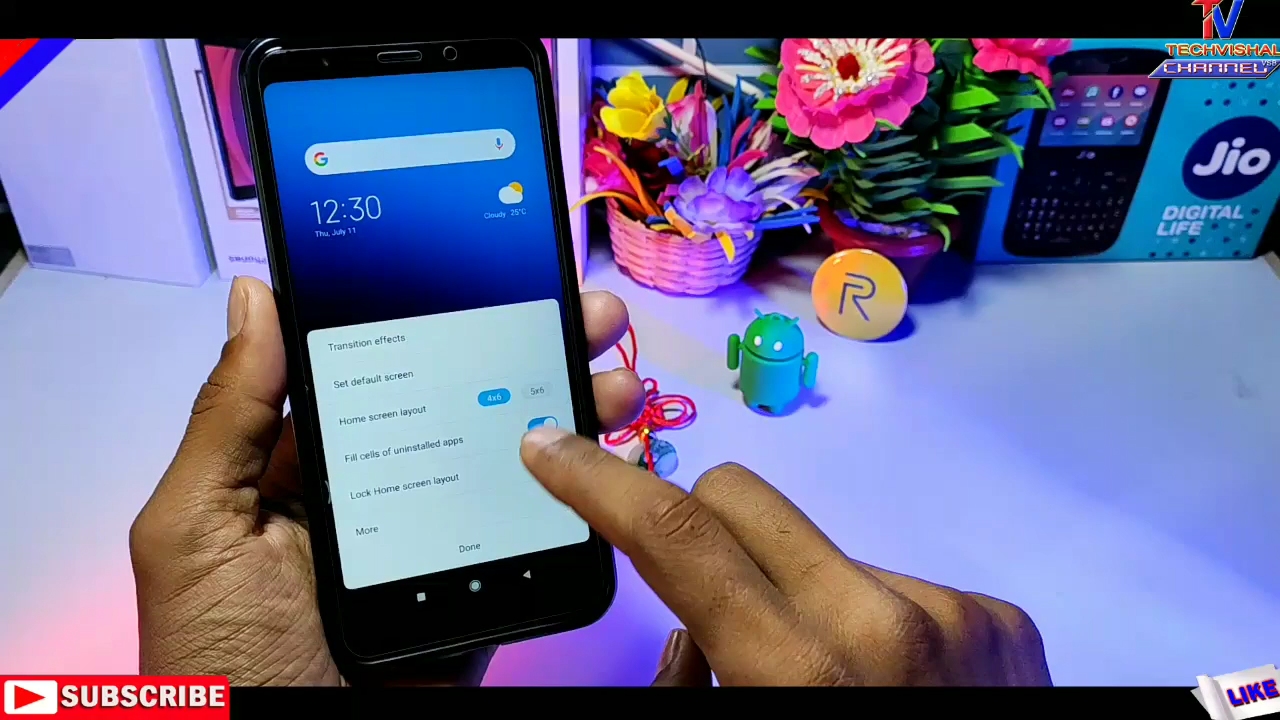 TV
TECHVISHAL
VSB
CHANNEL
12:30
Thu, July 11
Cloudy 25°C
Transition effects
Set default screen
Home screen layout 4x6 5x6
Fill cells of uninstalled apps
Lock Home screen layout
More
Done
Jio
DIGITAL
LIFE
R
SUBSCRIBE
LIKE